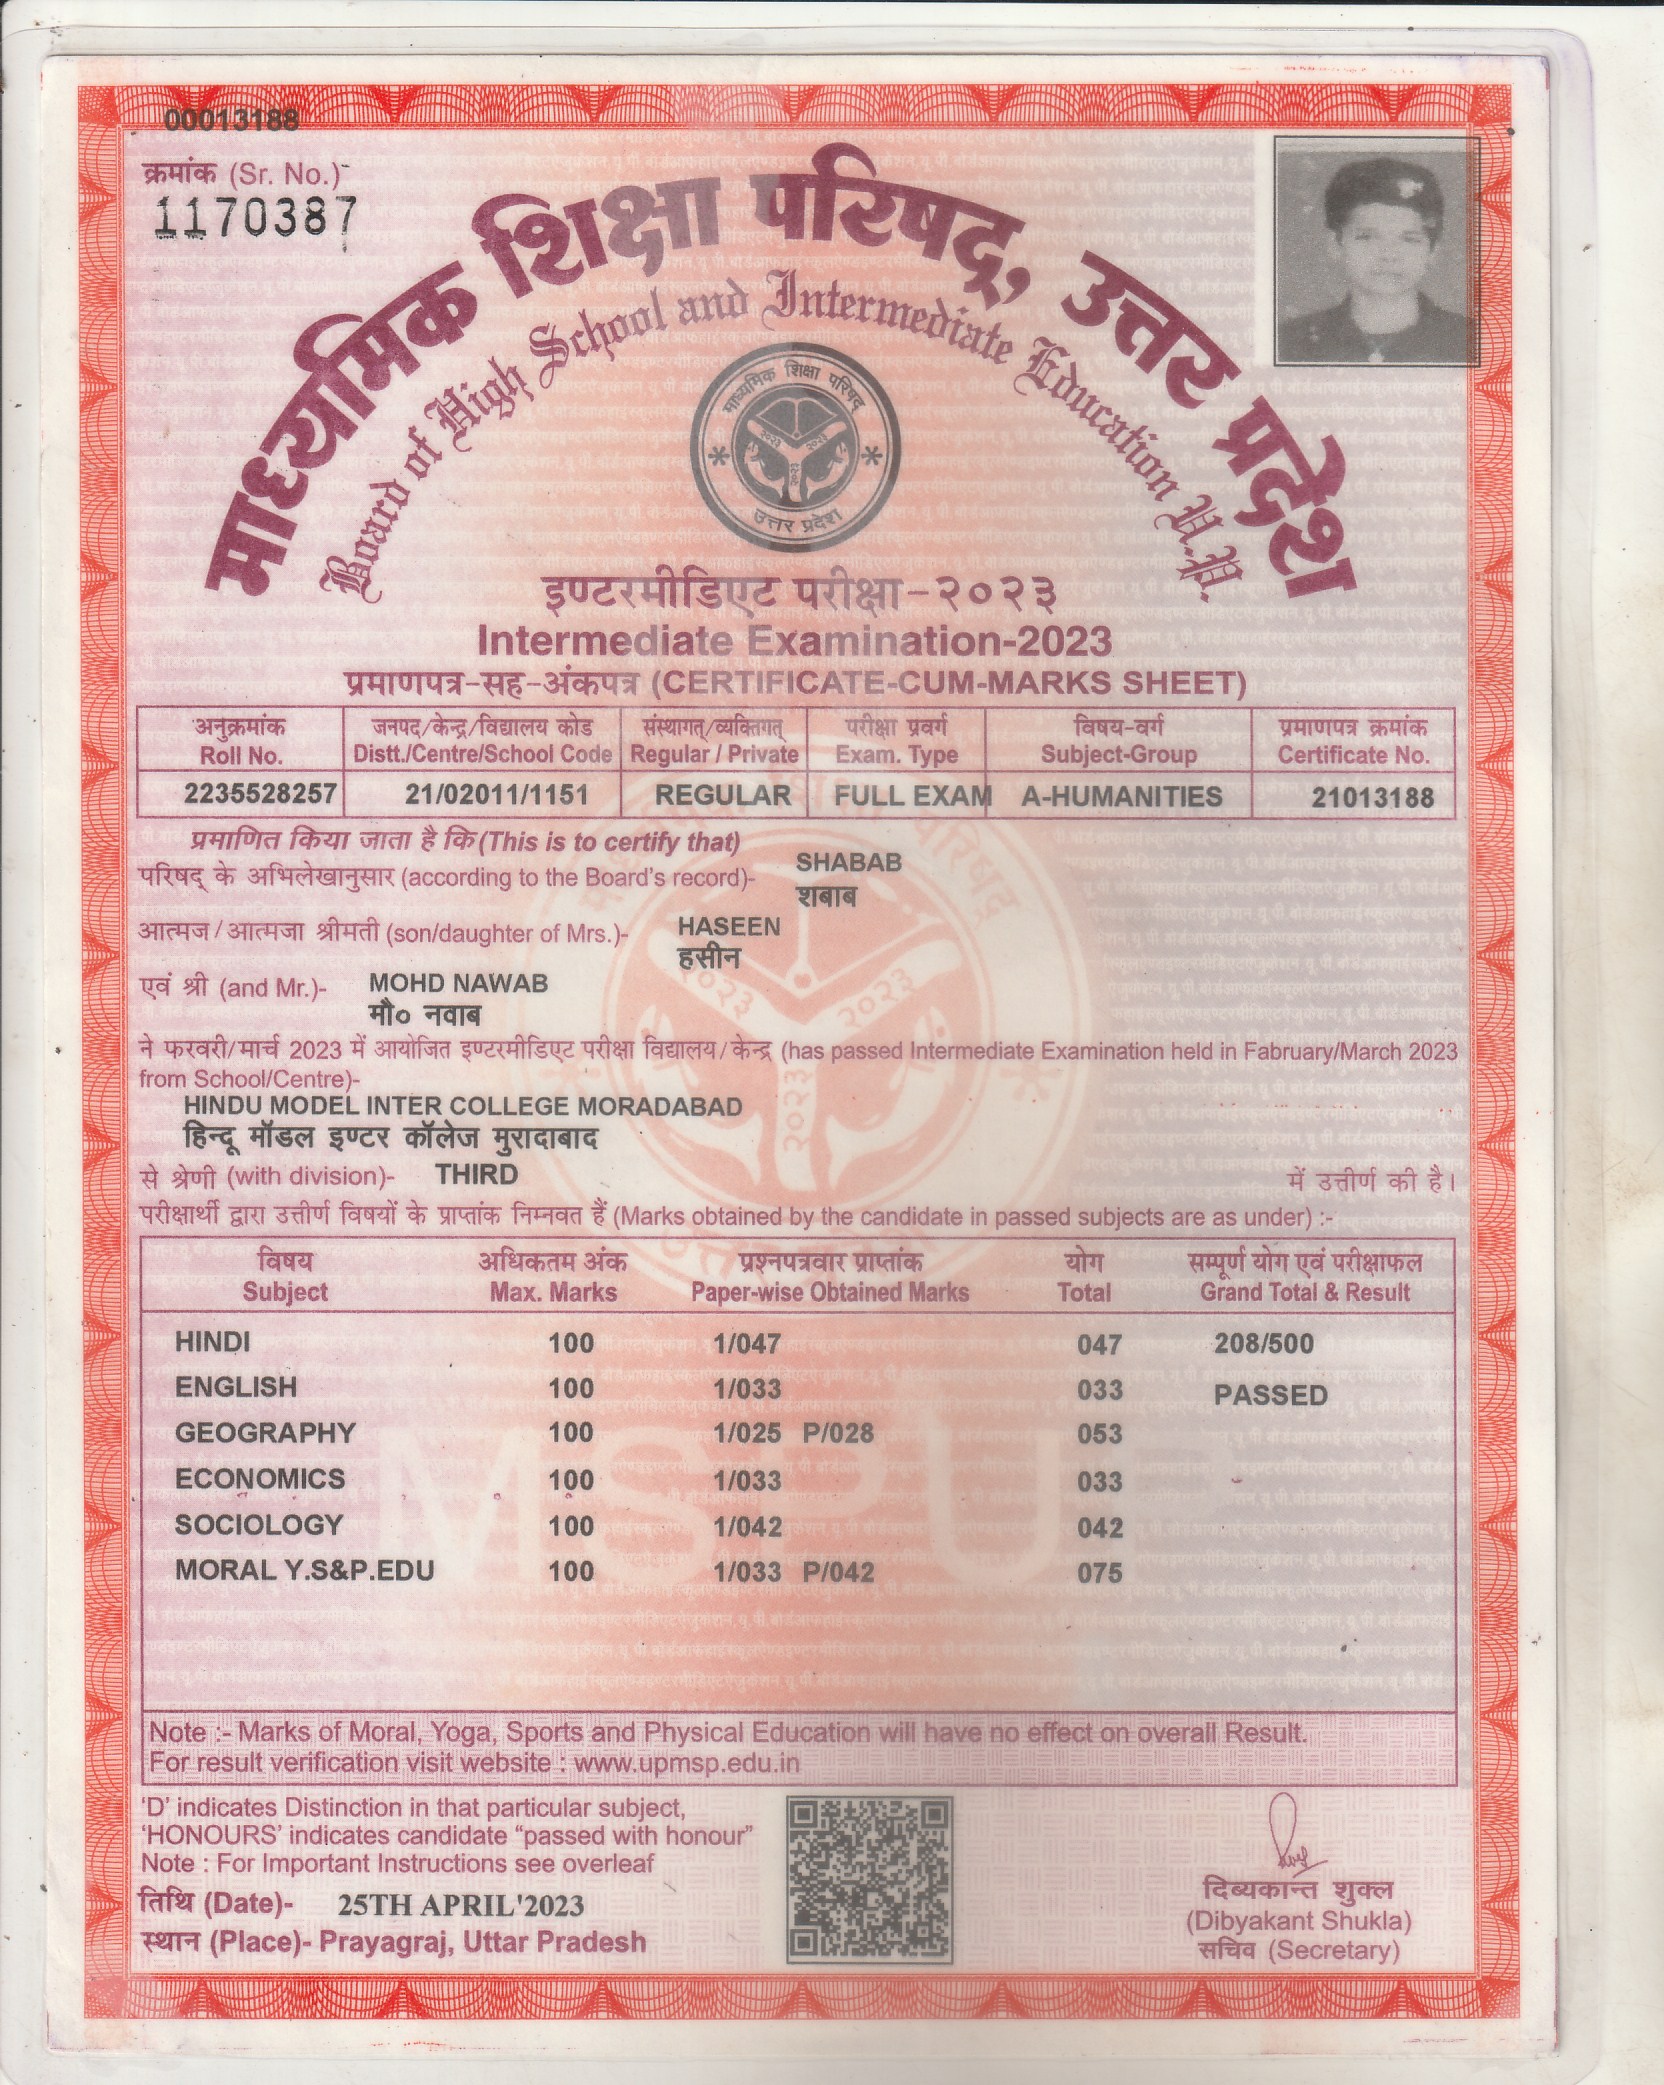 00013188
क्रमांक (Sr. No.)-
1170387
माध्यमिक शिक्षा परिषद्, उत्तर प्रदेश
Board of High School and Intermediate Education U.P.
माध्यमिक शिक्षा परिषद्
२०२३ २०२३
२०२३
उत्तर प्रदेश
इण्टरमीडिएट परीक्षा-२०२३
Intermediate Examination-2023
प्रमाणपत्र-सह-अंकपत्र (CERTIFICATE-CUM-MARKS SHEET)
अनुक्रमांक जनपद/केन्द्र/विद्यालय कोड संस्थागत्/व्यक्तिगत् परीक्षा प्रवर्ग विषय-वर्ग प्रमाणपत्र क्रमांक
Roll No. Distt./Centre/School Code Regular / Private Exam. Type Subject-Group Certificate No.
2235528257 21/02011/1151 REGULAR FULL EXAM A-HUMANITIES 21013188
प्रमाणित किया जाता है कि (This is to certify that)
परिषद् के अभिलेखानुसार (according to the Board's record)- SHABAB
शबाब
आत्मज/आत्मजा श्रीमती (son/daughter of Mrs.)- HASEEN
हसीन
एवं श्री (and Mr.)- MOHD NAWAB
मौ० नवाब
ने फरवरी/मार्च 2023 में आयोजित इण्टरमीडिएट परीक्षा विद्यालय/केन्द्र (has passed Intermediate Examination held in Fabruary/March 2023
from School/Centre)-
HINDU MODEL INTER COLLEGE MORADABAD
हिन्दू मॉडल इण्टर कॉलेज मुरादाबाद
से श्रेणी (with division)- THIRD में उत्तीर्ण की है।
परीक्षार्थी द्वारा उत्तीर्ण विषयों के प्राप्तांक निम्नवत हैं (Marks obtained by the candidate in passed subjects are as under) :-
विषय अधिकतम अंक प्रश्नपत्रवार प्राप्तांक योग सम्पूर्ण योग एवं परीक्षाफल
Subject Max. Marks Paper-wise Obtained Marks Total Grand Total & Result
HINDI 100 1/047 047 208/500
ENGLISH 100 1/033 033 PASSED
GEOGRAPHY 100 1/025 P/028 053
ECONOMICS 100 1/033 033
SOCIOLOGY 100 1/042 042
MORAL Y.S&P.EDU 100 1/033 P/042 075
Note :- Marks of Moral, Yoga, Sports and Physical Education will have no effect on overall Result.
For result verification visit website : www.upmsp.edu.in
'D' indicates Distinction in that particular subject,
'HONOURS' indicates candidate "passed with honour"
Note : For Important Instructions see overleaf
तिथि (Date)- 25TH APRIL'2023
स्थान (Place)- Prayagraj, Uttar Pradesh
दिब्यकान्त शुक्ल
(Dibyakant Shukla)
सचिव (Secretary)